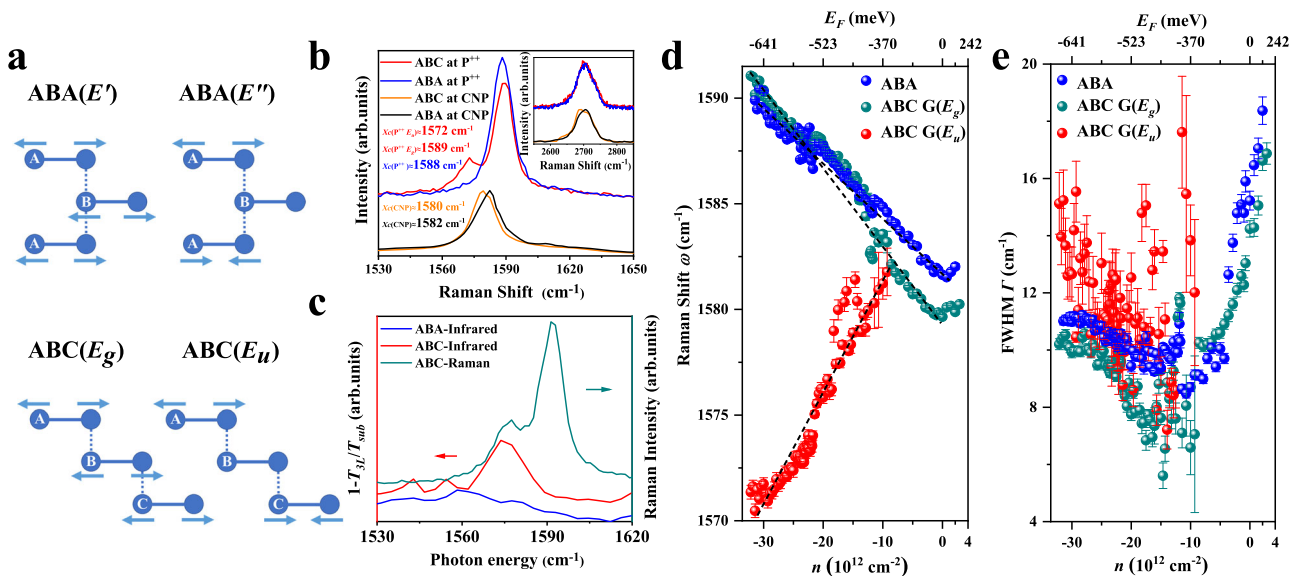 a
ABA(E′)
ABA(E″)
A
B
A
A
B
A
ABC(Eg)
ABC(Eu)
A
B
C
A
B
C
b
ABC at P++
ABA at P++
ABC at CNP
ABA at CNP
Xc(P++ Eu)=1572 cm-1
Xc(P++ Eg)=1589 cm-1
Xc(P++)=1588 cm-1
Xc(CNP)=1580 cm-1
Xc(CNP)=1582 cm-1
Intensity (arb.units)
1530
1560
1590
1620
1650
Raman Shift (cm-1)
Intensity (arb.units)
2600
2700
2800
Raman Shift (cm-1)
c
ABA-Infrared
ABC-Infrared
ABC-Raman
1-T3L/Tsub (arb.units)
Raman Intensity (arb.units)
1530
1560
1590
1620
Photon energy (cm-1)
d
EF (meV)
-641
-523
-370
0
242
ABA
ABC G(Eg)
ABC G(Eu)
Raman Shift ω (cm-1)
1590
1585
1580
1575
1570
-30
-20
-10
0
4
n (1012 cm-2)
e
EF (meV)
-641
-523
-370
0
242
ABA
ABC G(Eg)
ABC G(Eu)
FWHM Γ (cm-1)
20
18
16
14
12
10
8
6
4
-30
-20
-10
0
4
n (1012 cm-2)